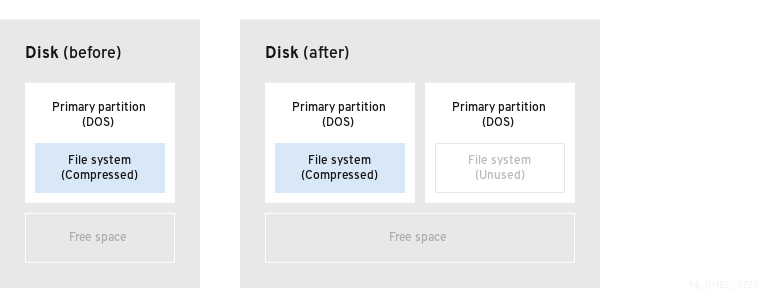 Disk (before)
Primary partition
(DOS)
File system
(Compressed)
Free space
Disk (after)
Primary partition
(DOS)
File system
(Compressed)
Primary partition
(DOS)
File system
(Unused)
Free space
96_RHEL_0720